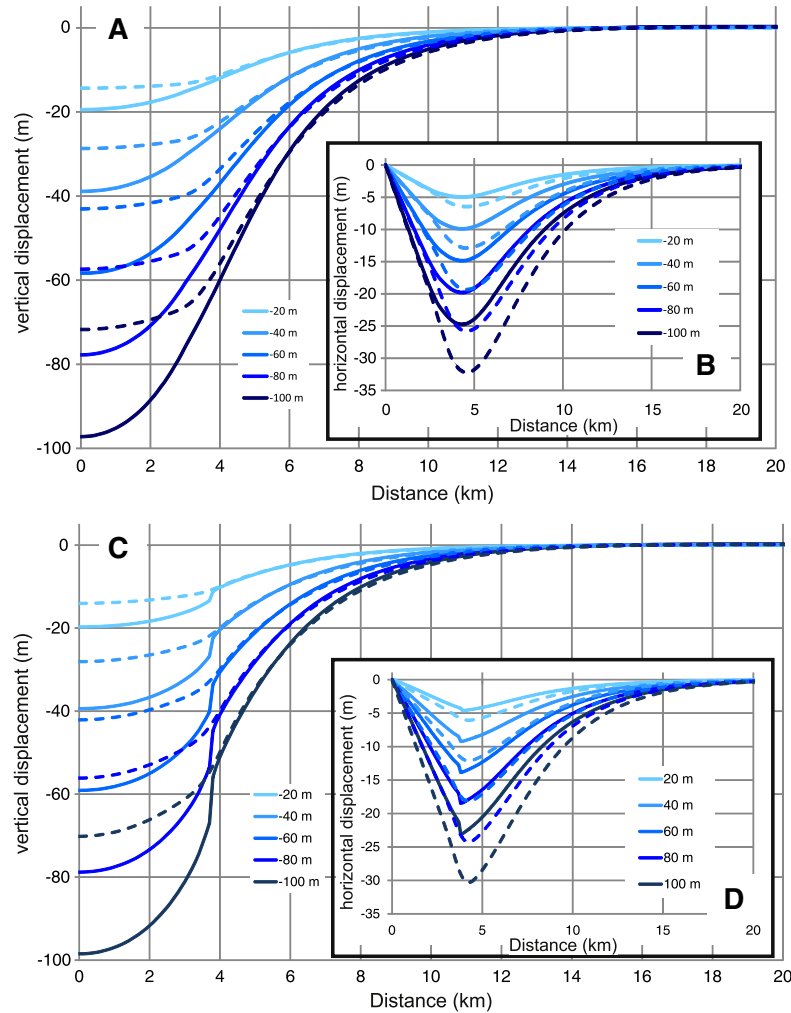 A
0
-20
-40
-60
-80
-100
vertical displacement (m)
-20 m
-40 m
-60 m
-80 m
-100 m
0 2 4 6 8 10 12 14 16 18 20
Distance (km)
B
0
-5
-10
-15
-20
-25
-30
-35
horizontal displacement (m)
-20 m
-40 m
-60 m
-80 m
-100 m
0 5 10 15 20
Distance (km)
C
0
-20
-40
-60
-80
-100
vertical displacement (m)
-20 m
-40 m
-60 m
-80 m
-100 m
0 2 4 6 8 10 12 14 16 18 20
Distance (km)
D
0
-5
-10
-15
-20
-25
-30
-35
horizontal displacement (m)
20 m
40 m
60 m
80 m
100 m
0 5 10 15 20
Distance (km)